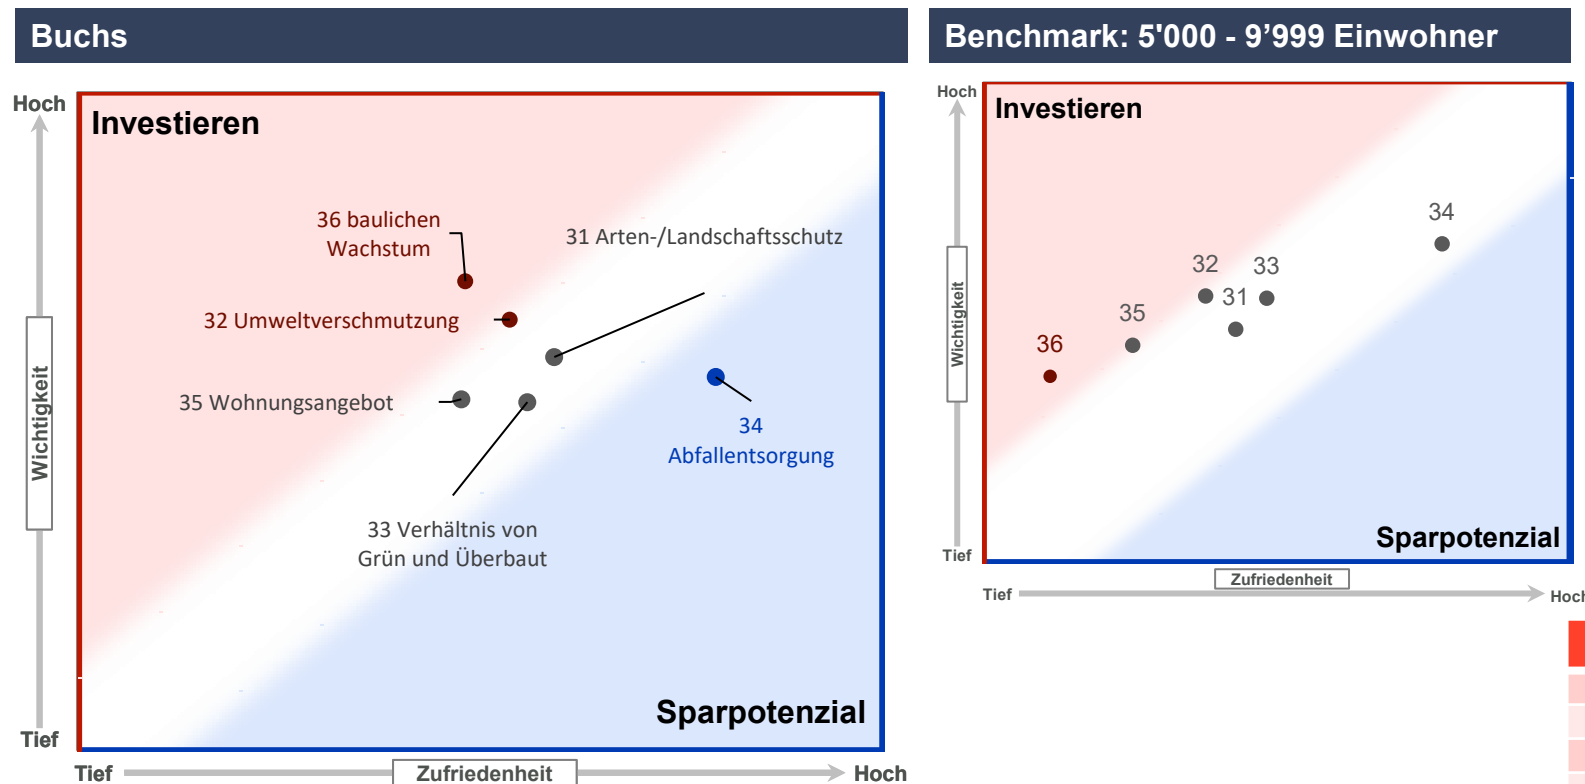 Buchs
Hoch
Investieren
36 baulichen
Wachstum
31 Arten-/Landschaftsschutz
32 Umweltverschmutzung
35 Wohnungsangebot
34
Abfallentsorgung
33 Verhältnis von
Grün und Überbaut
Wichtigkeit
Sparpotenzial
Tief
Tief
Zufriedenheit
Hoch
Benchmark: 5'000 - 9’999 Einwohner
Hoch
Investieren
34
32
33
31
35
36
Wichtigkeit
Sparpotenzial
Tief
Zufriedenheit
Tief
Hoch